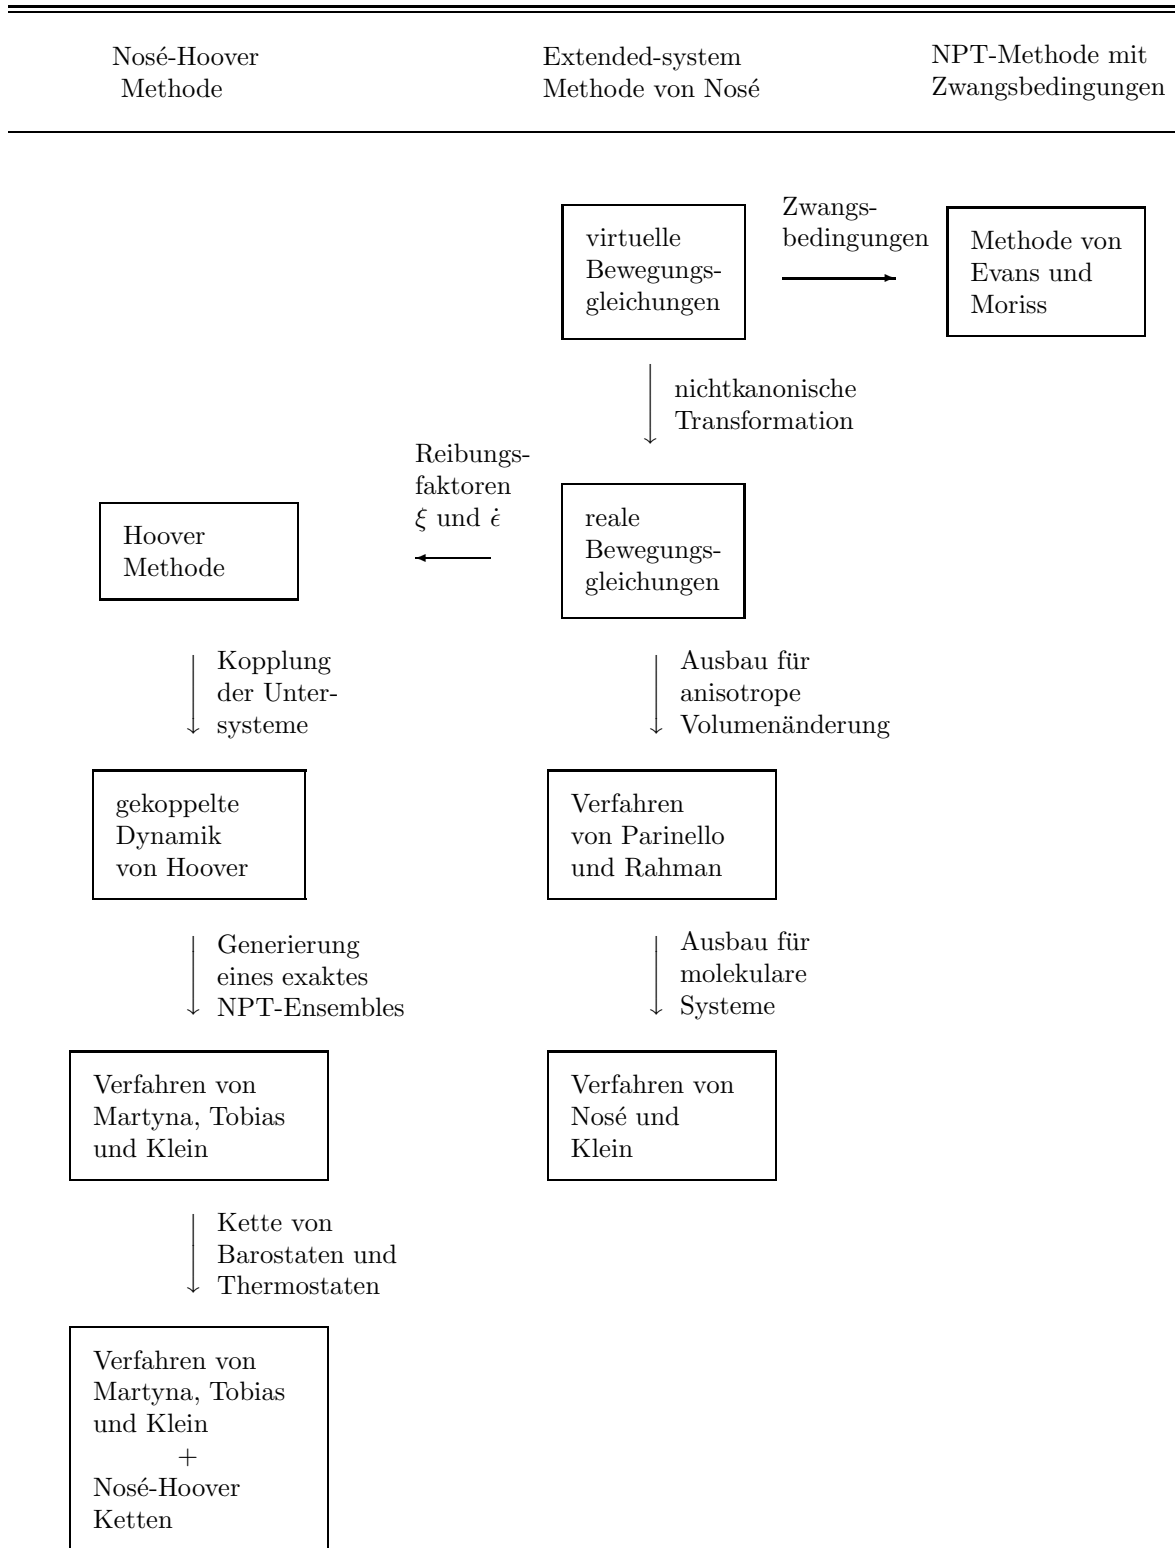 Nosé-Hoover
Methode
Extended-system
Methode von Nosé
NPT-Methode mit
Zwangsbedingungen
virtuelle
Bewegungs-
gleichungen
Zwangs-
bedingungen
Methode von
Evans und
Moriss
nichtkanonische
Transformation
Reibungs-
faktoren
ξ und ϵ̇
Hoover
Methode
reale
Bewegungs-
gleichungen
Kopplung
der Unter-
systeme
Ausbau für
anisotrope
Volumenänderung
gekoppelte
Dynamik
von Hoover
Verfahren
von Parinello
und Rahman
Generierung
eines exaktes
NPT-Ensembles
Ausbau für
molekulare
Systeme
Verfahren von
Martyna, Tobias
und Klein
Verfahren von
Nosé und
Klein
Kette von
Barostaten und
Thermostaten
Verfahren von
Martyna, Tobias
und Klein
+
Nosé-Hoover
Ketten